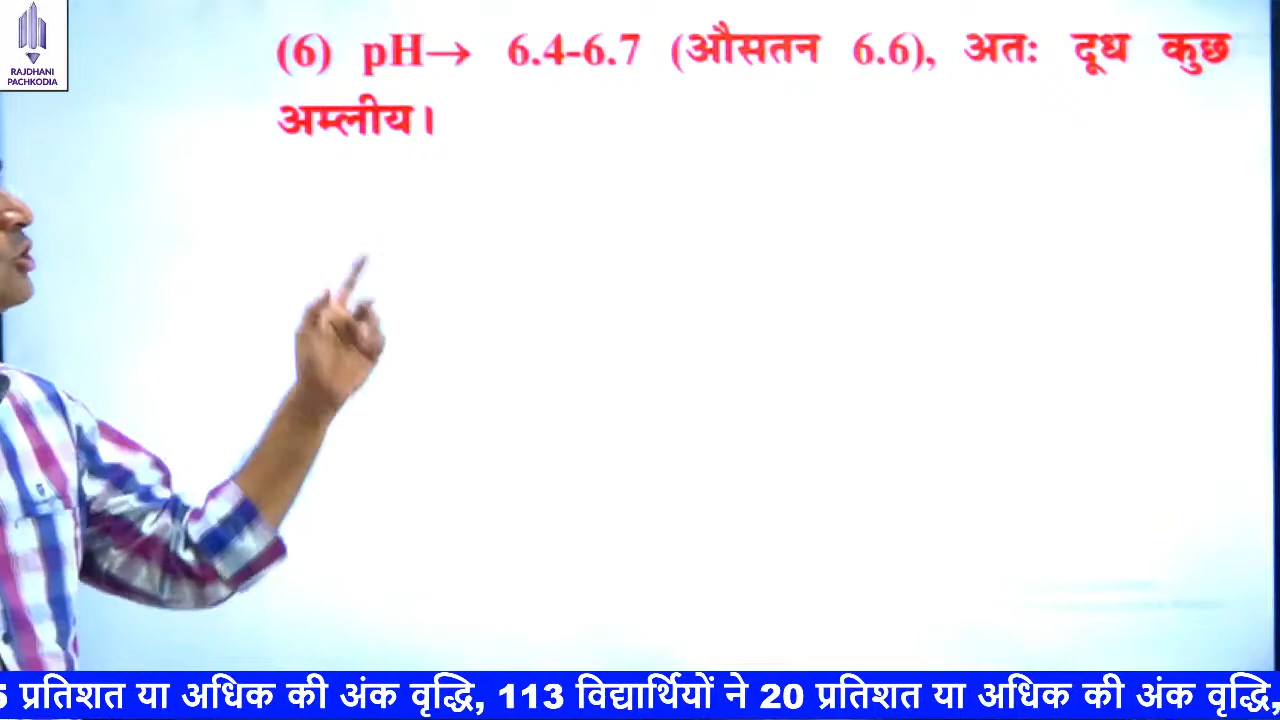 RAJDHANI
PACHKODIA
(6) pH→ 6.4-6.7 (औसतन 6.6), अतः दूध कुछ
अम्लीय।
5 प्रतिशत या अधिक की अंक वृद्धि, 113 विद्यार्थियों ने 20 प्रतिशत या अधिक की अंक वृद्धि,